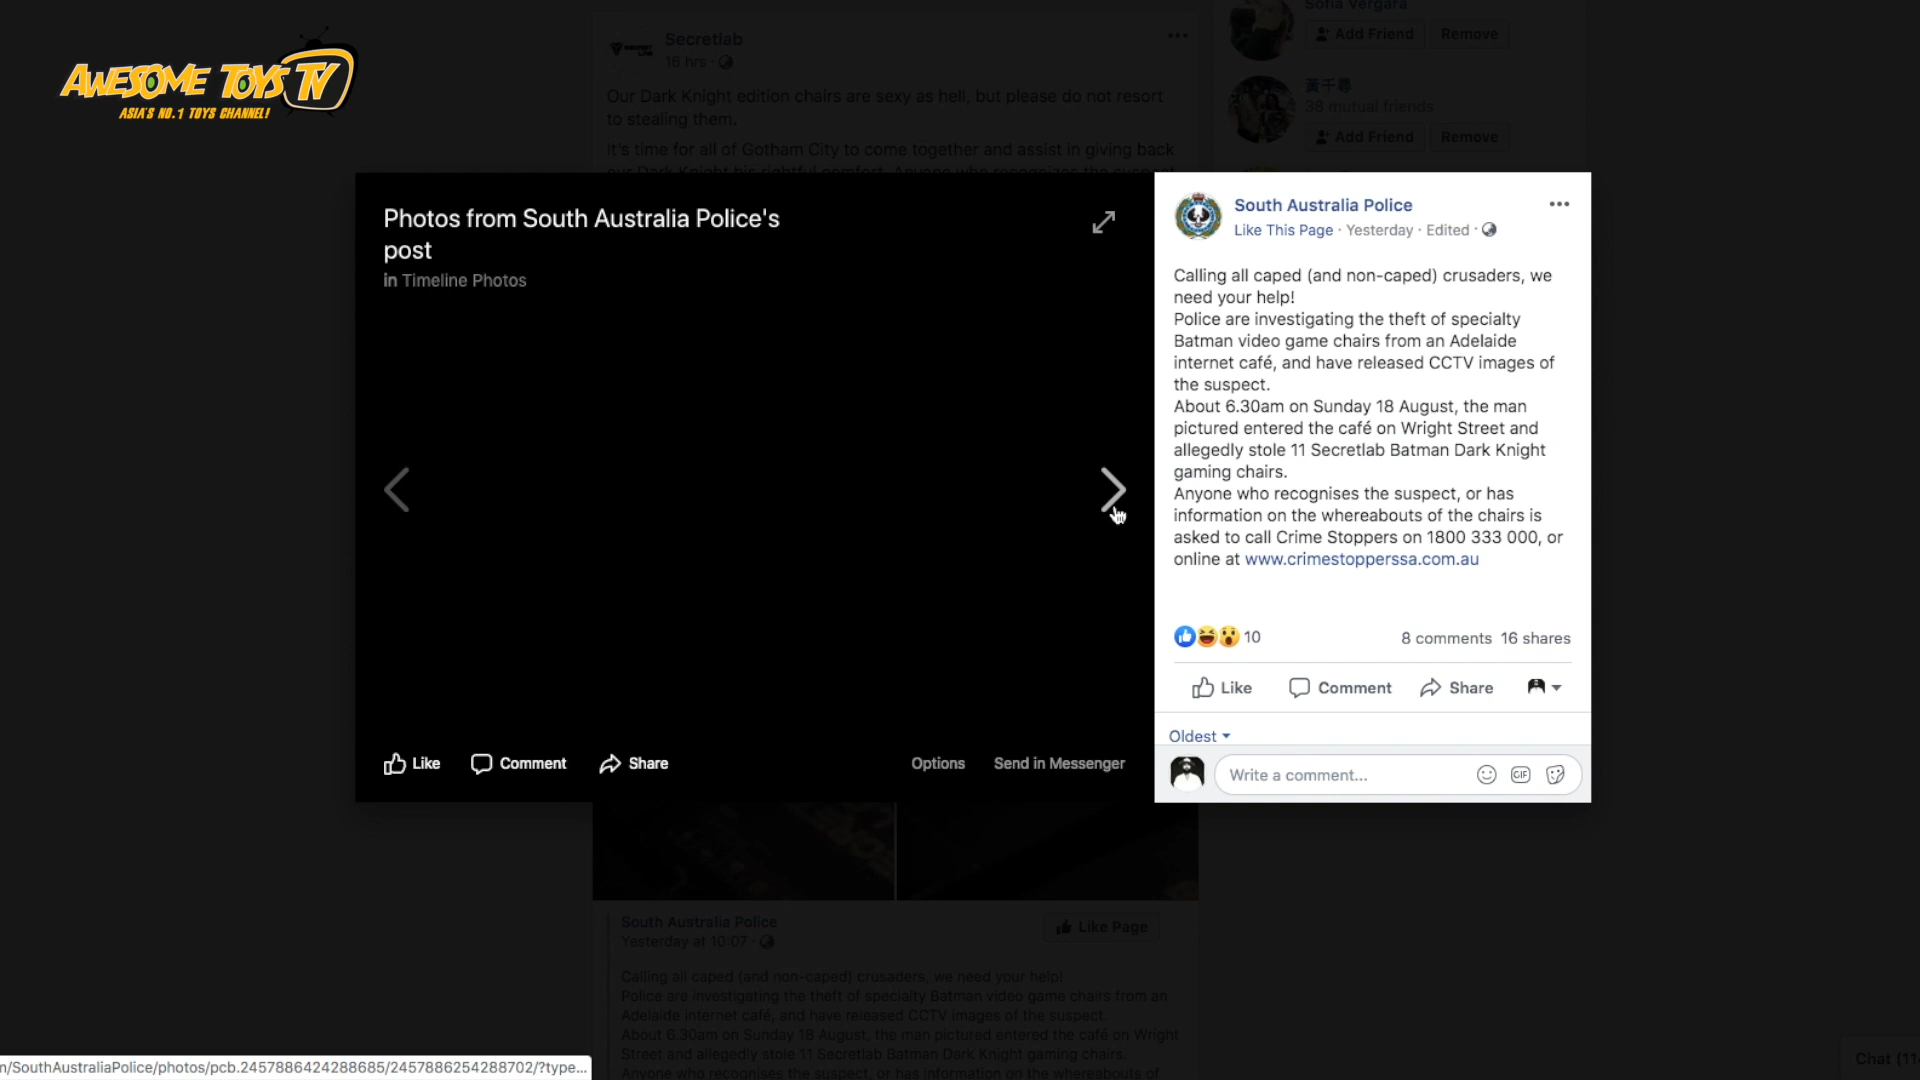 AWESOME TOYS TV
ASIA'S NO.1 TOYS CHANNEL!
Secretlab
16 hrs ·
Our Dark Knight edition chairs are sexy as hell, but please do not resort
to stealing them.
It's time for all of Gotham City to come together and assist in giving back
our Dark Knight his rightful comfort. Anyone who recognizes the suspect
Sofia Vergara
Add Friend
Remove
黃千尋
38 mutual friends
Add Friend
Remove
Photos from South Australia Police's
post
in Timeline Photos
Like
Comment
Share
Options
Send in Messenger
South Australia Police
Like This Page · Yesterday · Edited ·
Calling all caped (and non-caped) crusaders, we
need your help!
Police are investigating the theft of specialty
Batman video game chairs from an Adelaide
internet café, and have released CCTV images of
the suspect.
About 6.30am on Sunday 18 August, the man
pictured entered the café on Wright Street and
allegedly stole 11 Secretlab Batman Dark Knight
gaming chairs.
Anyone who recognises the suspect, or has
information on the whereabouts of the chairs is
asked to call Crime Stoppers on 1800 333 000, or
online at www.crimestopperssa.com.au
10
8 comments 16 shares
Like
Comment
Share
Oldest
Write a comment...
GIF
South Australia Police
Yesterday at 10:07 ·
Like Page
Calling all caped (and non-caped) crusaders, we need your help!
Police are investigating the theft of specialty Batman video game chairs from an
Adelaide internet café, and have released CCTV images of the suspect.
About 6.30am on Sunday 18 August, the man pictured entered the café on Wright
Street and allegedly stole 11 Secretlab Batman Dark Knight gaming chairs.
Anyone who recognises the suspect, or has information on the whereabouts of
n/SouthAustraliaPolice/photos/pcb.2457886424288685/2457886254288702/?type...
Chat (11